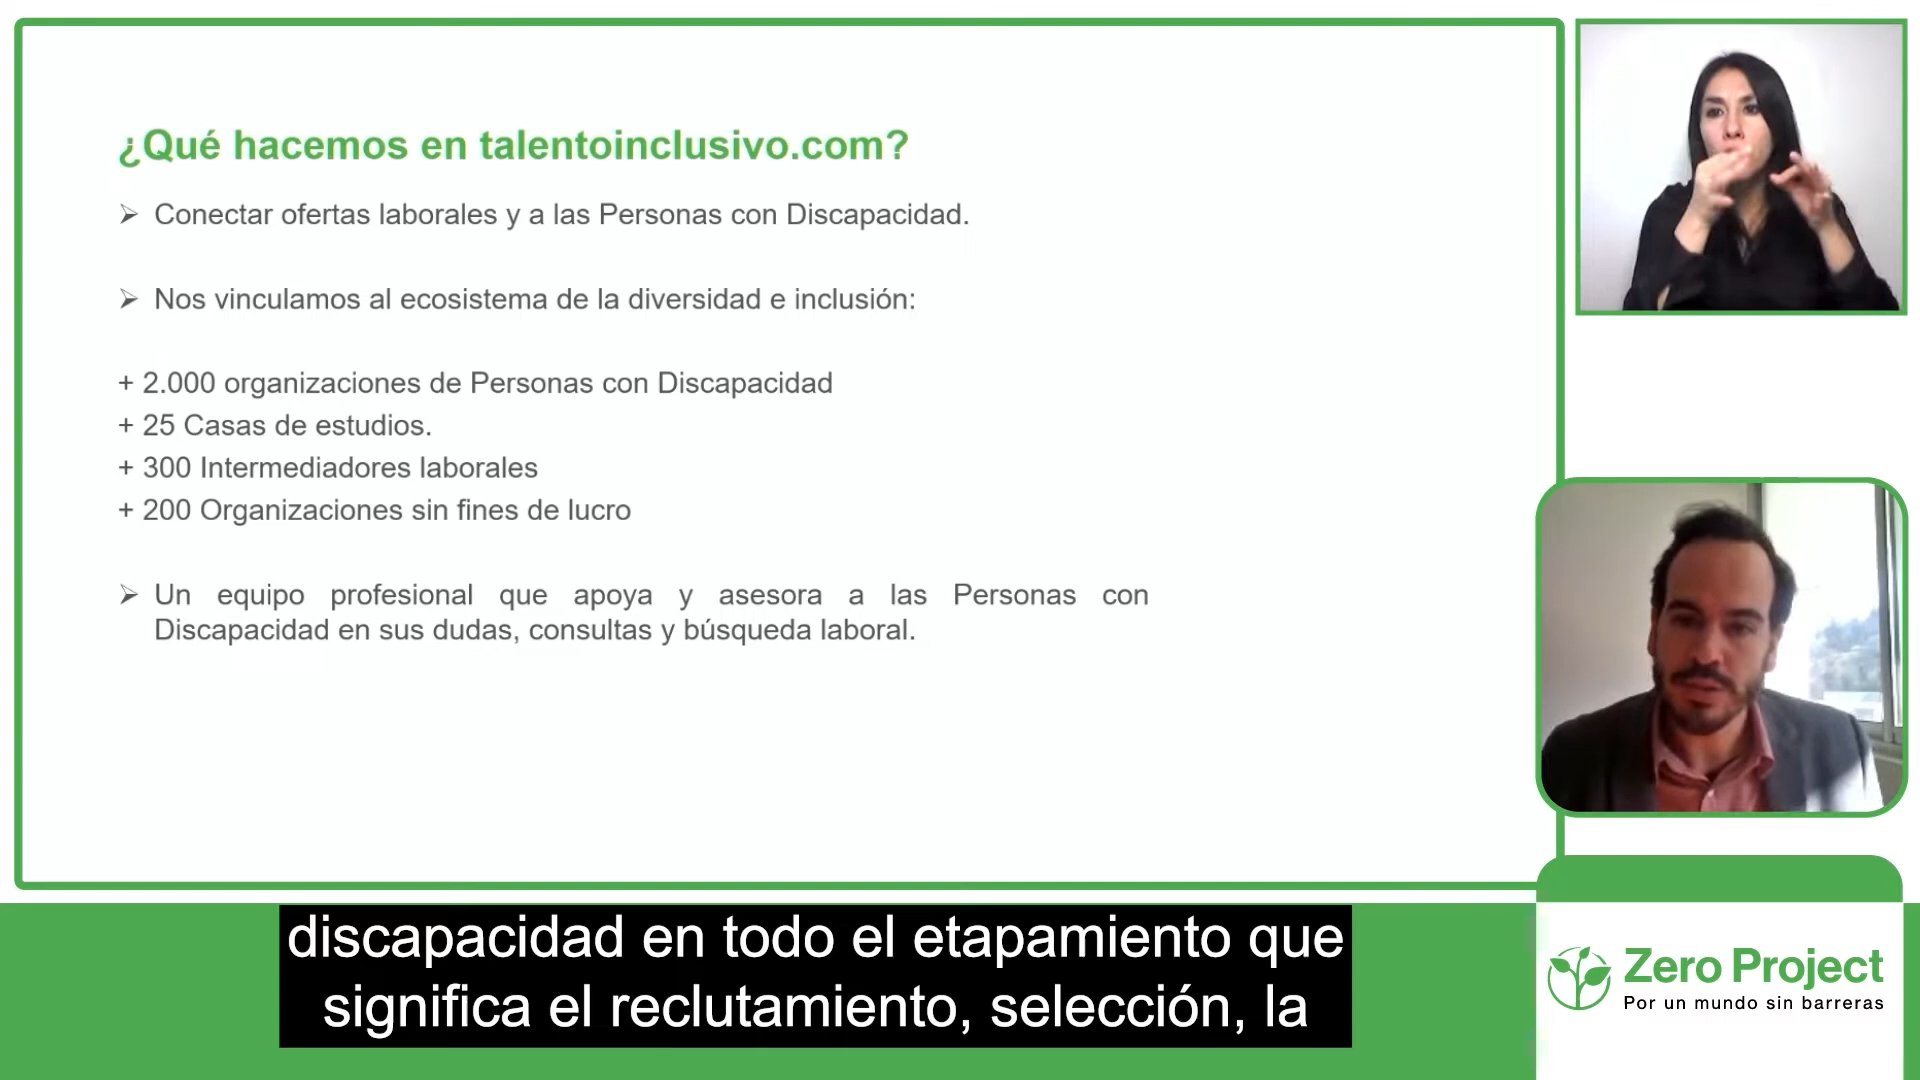 ¿Qué hacemos en talentoinclusivo.com?
➢ Conectar ofertas laborales y a las Personas con Discapacidad.
➢ Nos vinculamos al ecosistema de la diversidad e inclusión:
+ 2.000 organizaciones de Personas con Discapacidad
+ 25 Casas de estudios.
+ 300 Intermediadores laborales
+ 200 Organizaciones sin fines de lucro
➢ Un equipo profesional que apoya y asesora a las Personas con
Discapacidad en sus dudas, consultas y búsqueda laboral.
discapacidad en todo el etapamiento que
significa el reclutamiento, selección, la
Zero Project
Por un mundo sin barreras